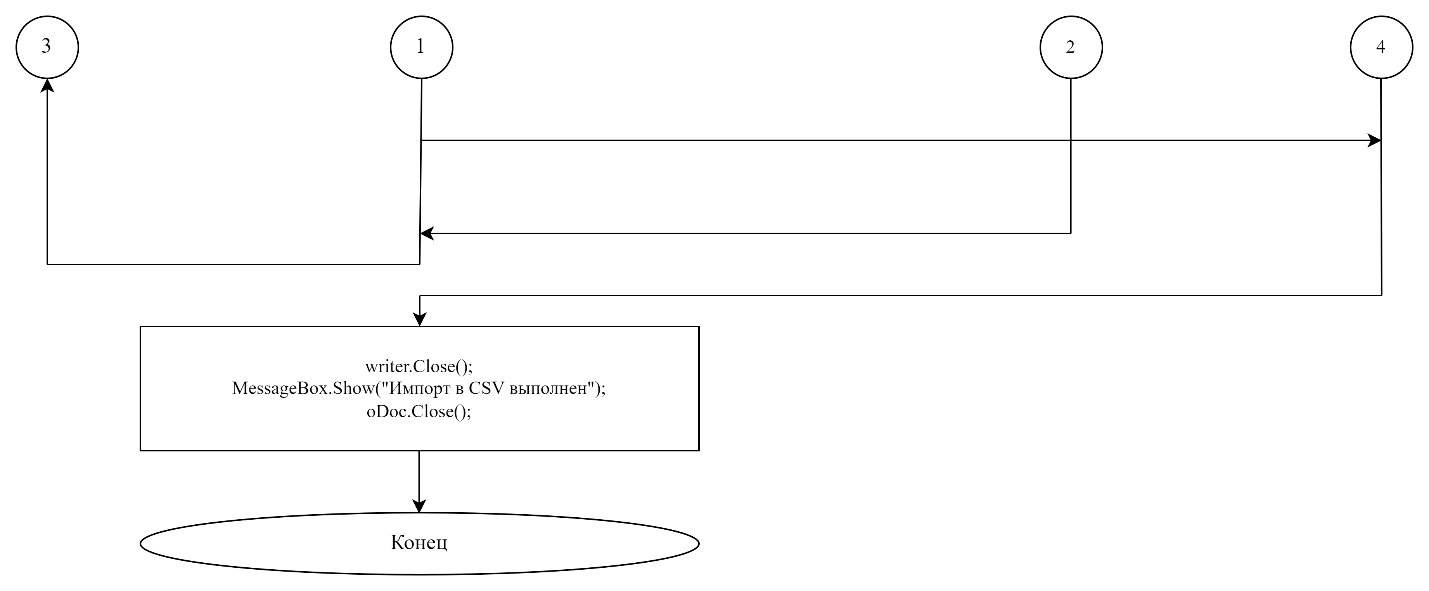 3
1
2
4
writer.Close();
MessageBox.Show("Импорт в CSV выполнен");
oDoc.Close();
Конец